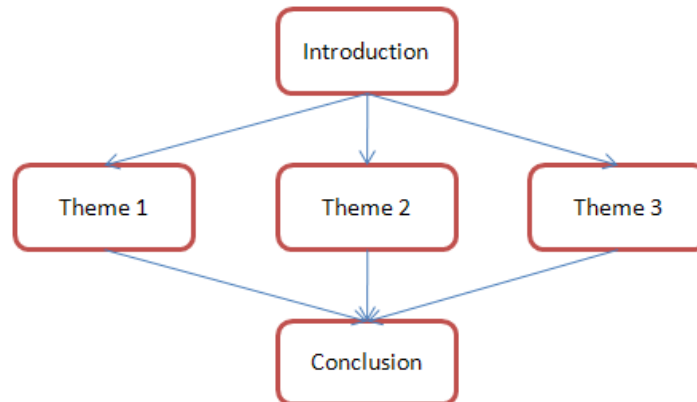 Introduction
Theme 1
Theme 2
Theme 3
Conclusion